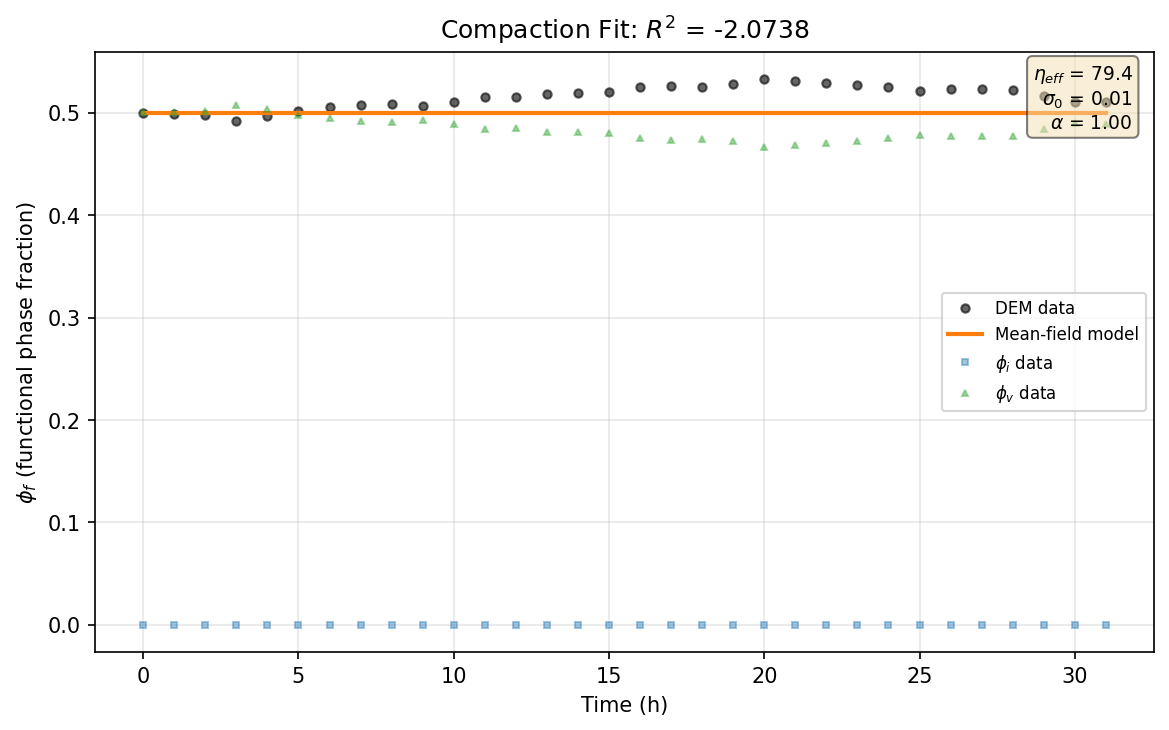 Compaction Fit: R² = -2.0738
η_eff = 79.4
σ₀ = 0.01
α = 1.00
0.5
0.4
0.3
0.2
0.1
0.0
ϕ_f (functional phase fraction)
DEM data
Mean-field model
ϕ_i data
ϕ_v data
0 5 10 15 20 25 30
Time (h)